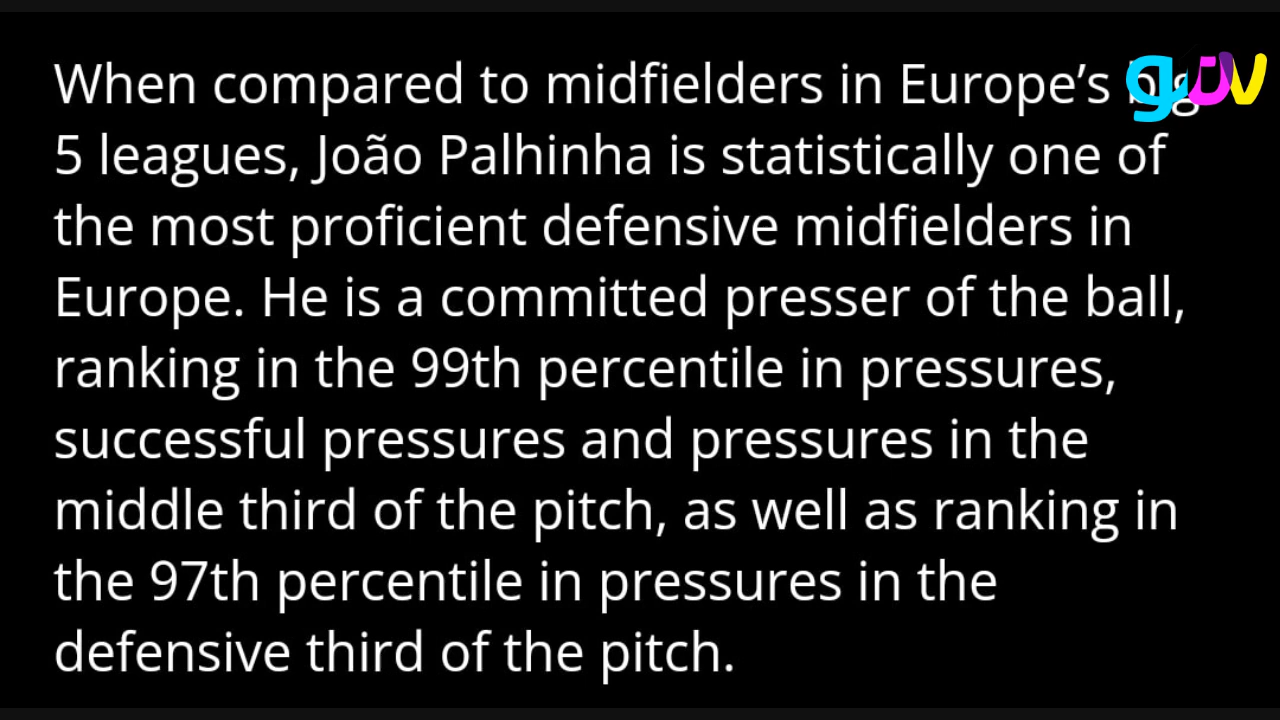 When compared to midfielders in Europe’s big
5 leagues, João Palhinha is statistically one of
the most proficient defensive midfielders in
Europe. He is a committed presser of the ball,
ranking in the 99th percentile in pressures,
successful pressures and pressures in the
middle third of the pitch, as well as ranking in
the 97th percentile in pressures in the
defensive third of the pitch.